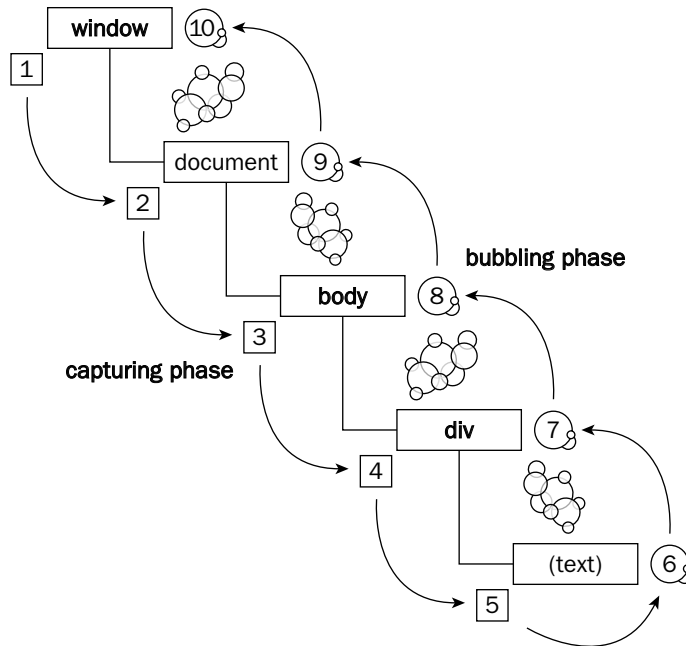 window
10
1
document
9
2
bubbling phase
body
8
3
capturing phase
div
7
4
(text)
6
5